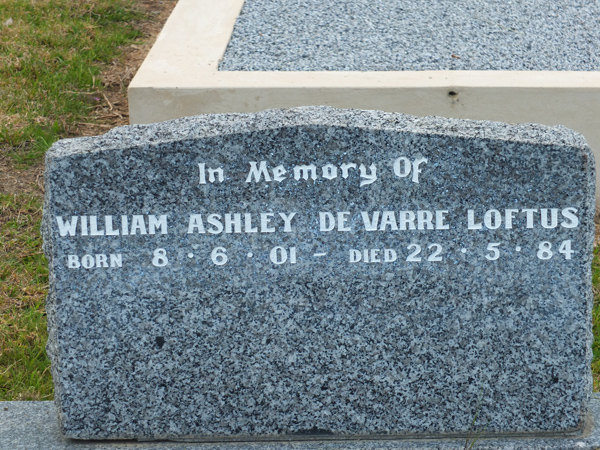 In Memory Of
WILLIAM ASHLEY DE VARRE LOFTUS
BORN 8 · 6 · 01 – DIED 22 · 5 · 84